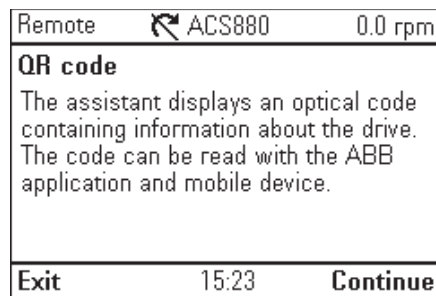 Remote ACS880 0.0 rpm
QR code
The assistant displays an optical code
containing information about the drive.
The code can be read with the ABB
application and mobile device.
Exit 15:23 Continue